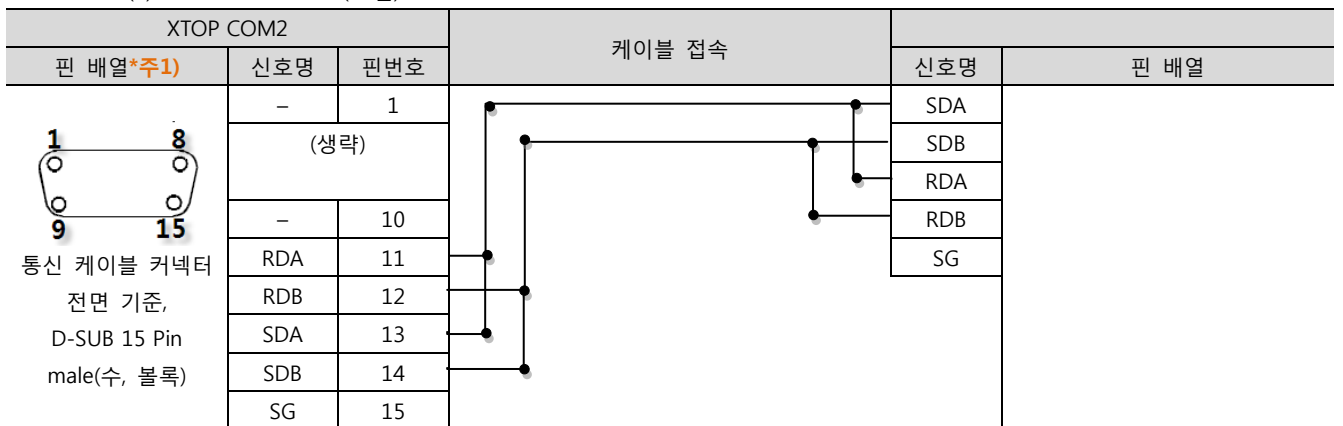 XTOP COM2
케이블 접속
핀 배열*주1) 신호명 핀번호 신호명 핀 배열
– 1 SDA
1 8
(생략) SDB
RDA
9 15
– 10 RDB
통신 케이블 커넥터 RDA 11 SG
전면 기준, RDB 12
D-SUB 15 Pin SDA 13
male(수, 볼록) SDB 14
SG 15